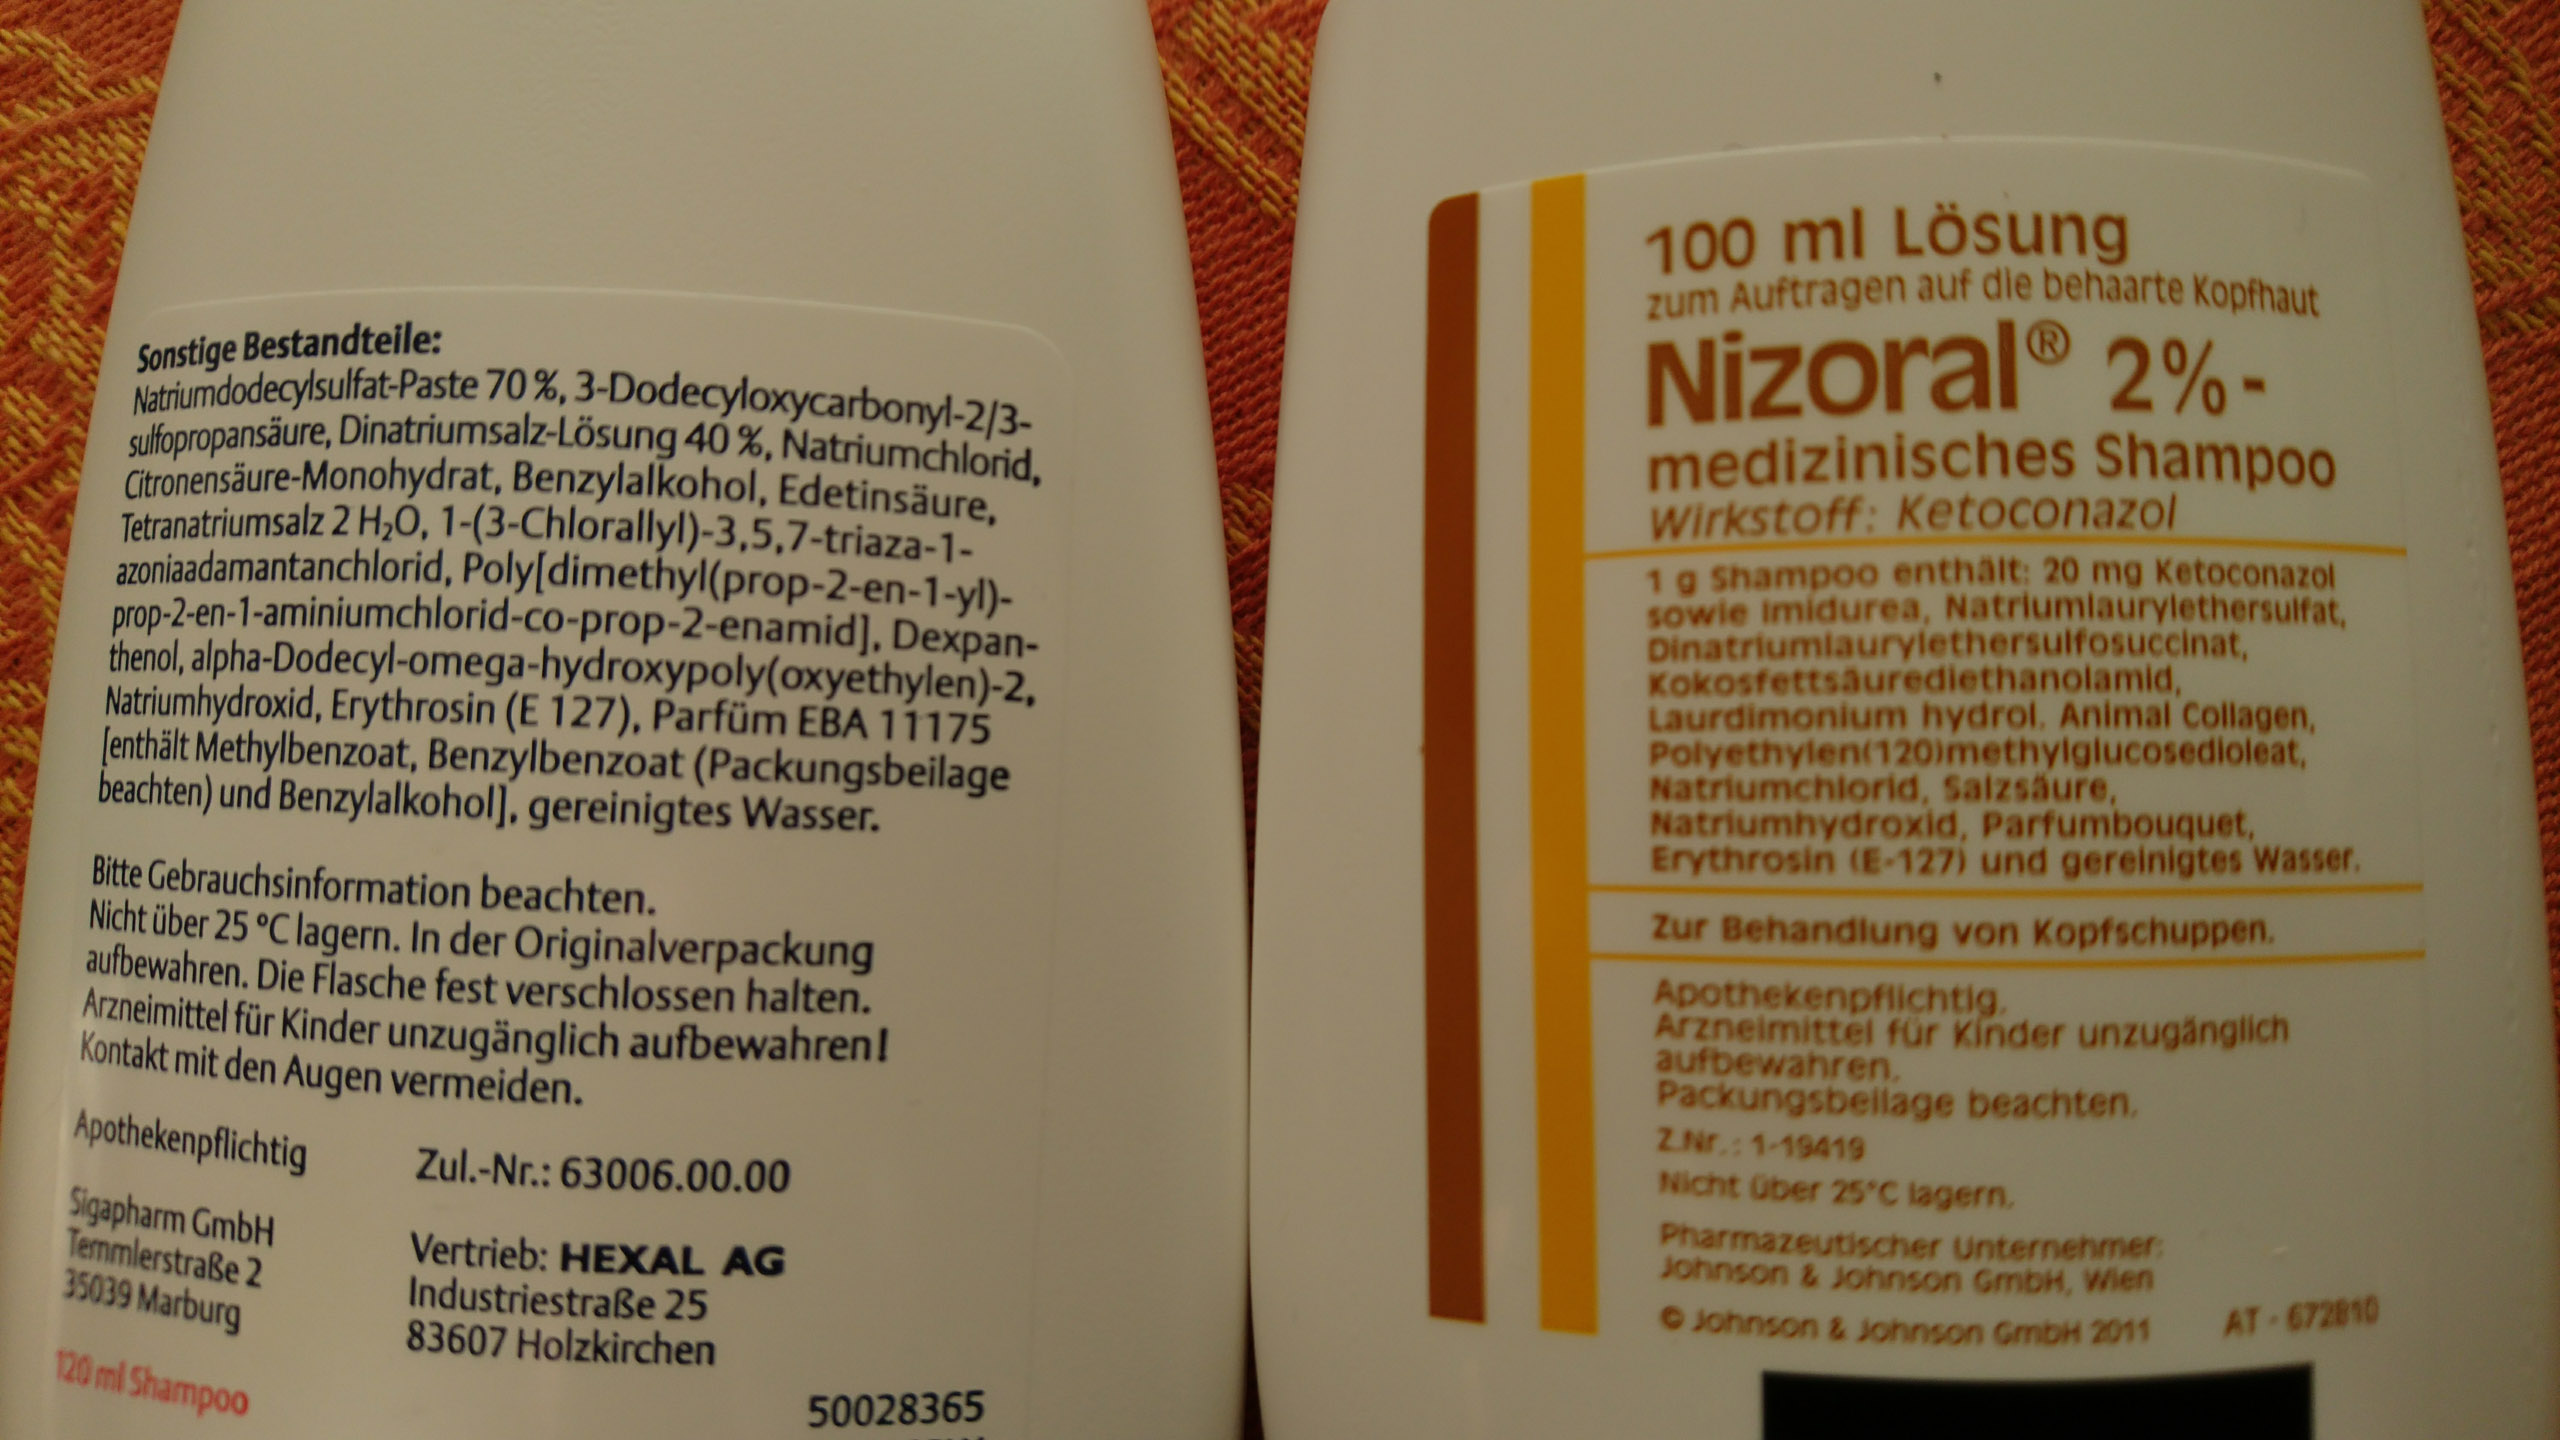 Sonstige Bestandteile:
Natriumdodecylsulfat-Paste 70 %, 3-Dodecyloxycarbonyl-2/3-
sulfopropansäure, Dinatriumsalz-Lösung 40 %, Natriumchlorid,
Citronensäure-Monohydrat, Benzylalkohol, Edetinsäure,
Tetranatriumsalz 2 H₂O, 1-(3-Chlorallyl)-3,5,7-triaza-1-
azoniaadamantanchlorid, Poly[dimethyl(prop-2-en-1-yl)-
prop-2-en-1-aminiumchlorid-co-prop-2-enamid], Dexpan-
thenol, alpha-Dodecyl-omega-hydroxypoly(oxyethylen)-2,
Natriumhydroxid, Erythrosin (E 127), Parfüm EBA 11175
[enthält Methylbenzoat, Benzylbenzoat (Packungsbeilage
beachten) und Benzylalkohol], gereinigtes Wasser.
Bitte Gebrauchsinformation beachten.
Nicht über 25 °C lagern. In der Originalverpackung
aufbewahren. Die Flasche fest verschlossen halten.
Arzneimittel für Kinder unzugänglich aufbewahren!
Kontakt mit den Augen vermeiden.
Apothekenpflichtig
Zul.-Nr.: 63006.00.00
Sigapharm GmbH
Temmlerstraße 2
35039 Marburg
Vertrieb: HEXAL AG
Industriestraße 25
83607 Holzkirchen
120 ml Shampoo
50028365
100 ml Lösung
zum Auftragen auf die behaarte Kopfhaut
Nizoral® 2%-
medizinisches Shampoo
Wirkstoff: Ketoconazol
1 g Shampoo enthält: 20 mg Ketoconazol
sowie Imidurea, Natriumlaurylethersulfat,
Dinatriumlaurylethersulfosuccinat,
Kokosfettsäurediethanolamid,
Laurdimonium hydrol. Animal Collagen,
Polyethylen(120)methylglucosedioleat,
Natriumchlorid, Salzsäure,
Natriumhydroxid, Parfumbouquet,
Erythrosin (E-127) und gereinigtes Wasser.
Zur Behandlung von Kopfschuppen.
Apothekenpflichtig.
Arzneimittel für Kinder unzugänglich
aufbewahren.
Packungsbeilage beachten.
Z.Nr.: 1-19419
Nicht über 25°C lagern.
Pharmazeutischer Unternehmer:
Johnson & Johnson GmbH, Wien
© Johnson & Johnson GmbH 2011
AT - 672810